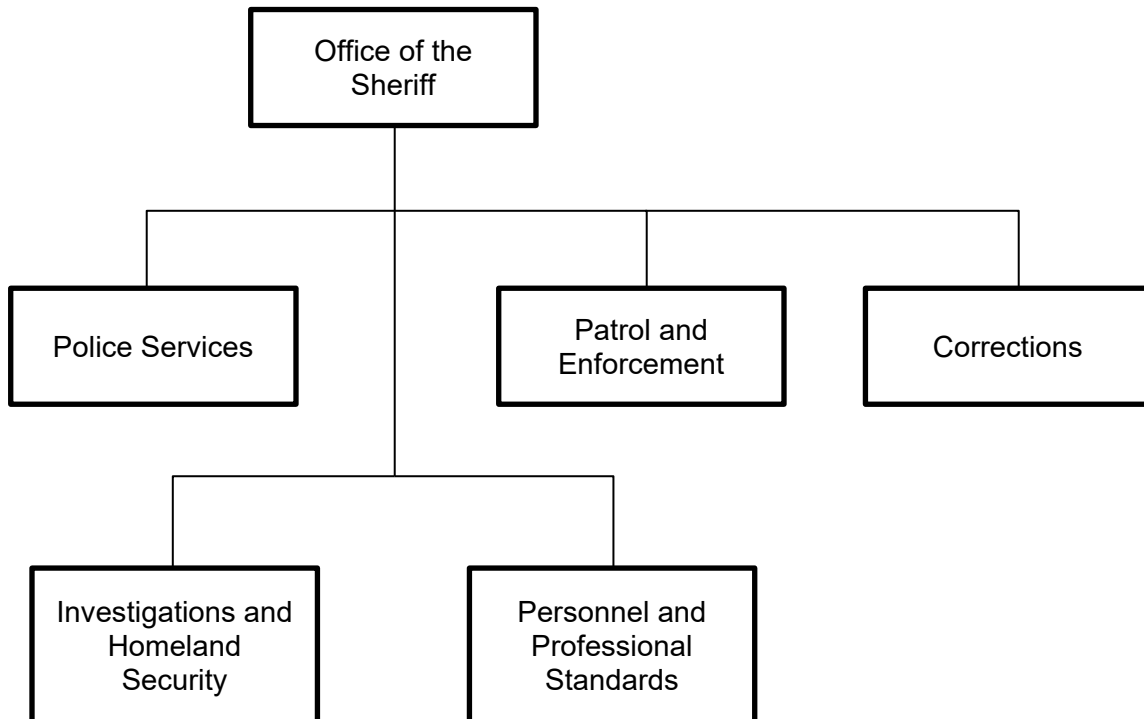 Office of the
Sheriff
Police Services
Patrol and
Enforcement
Corrections
Investigations and
Homeland
Security
Personnel and
Professional
Standards